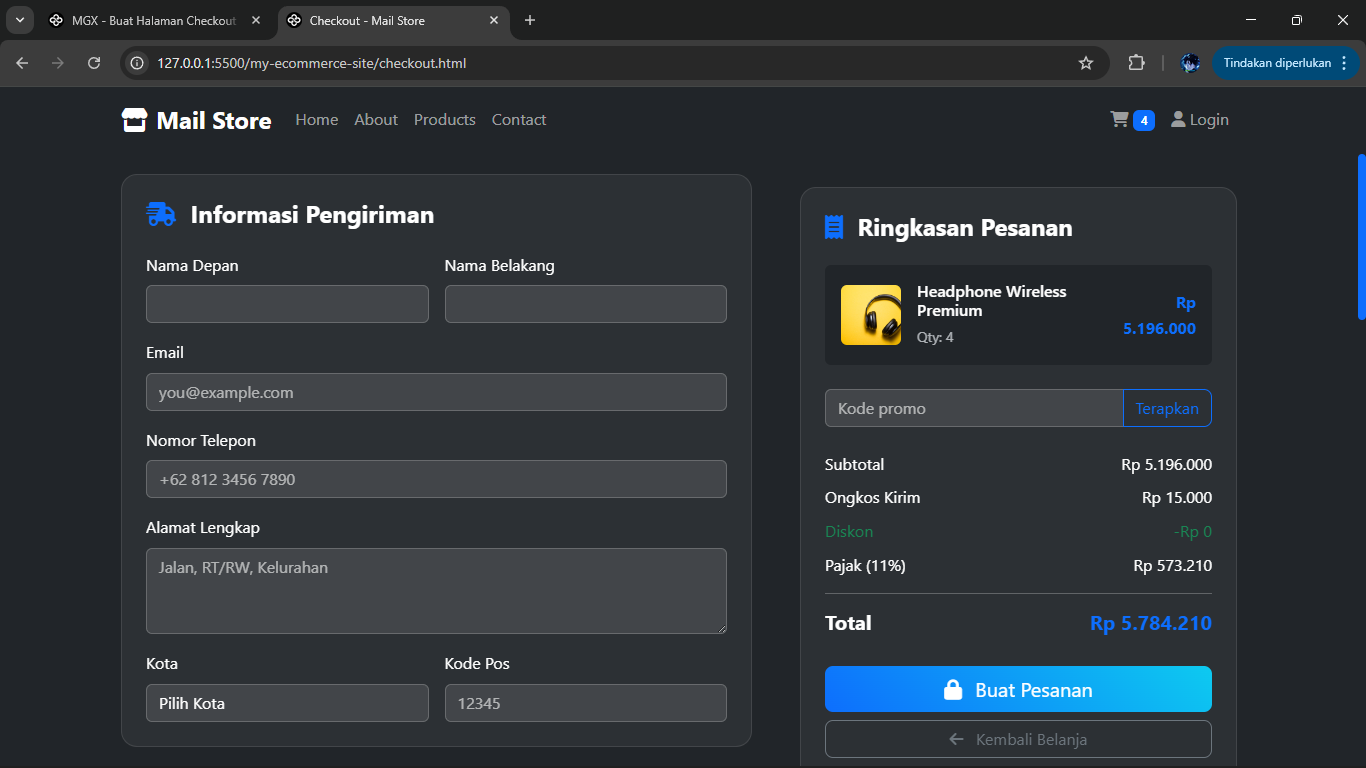 MGX - Buat Halaman Checkout
Checkout - Mail Store
127.0.0.1:5500/my-ecommerce-site/checkout.html
Tindakan diperlukan
Mail Store
Home
About
Products
Contact
4
Login
Informasi Pengiriman
Nama Depan
Nama Belakang
Email
you@example.com
Nomor Telepon
+62 812 3456 7890
Alamat Lengkap
Jalan, RT/RW, Kelurahan
Kota
Kode Pos
Pilih Kota
12345
Ringkasan Pesanan
Headphone Wireless
Premium
Qty: 4
Rp
5.196.000
Kode promo
Terapkan
Subtotal
Rp 5.196.000
Ongkos Kirim
Rp 15.000
Diskon
-Rp 0
Pajak (11%)
Rp 573.210
Total
Rp 5.784.210
Buat Pesanan
Kembali Belanja